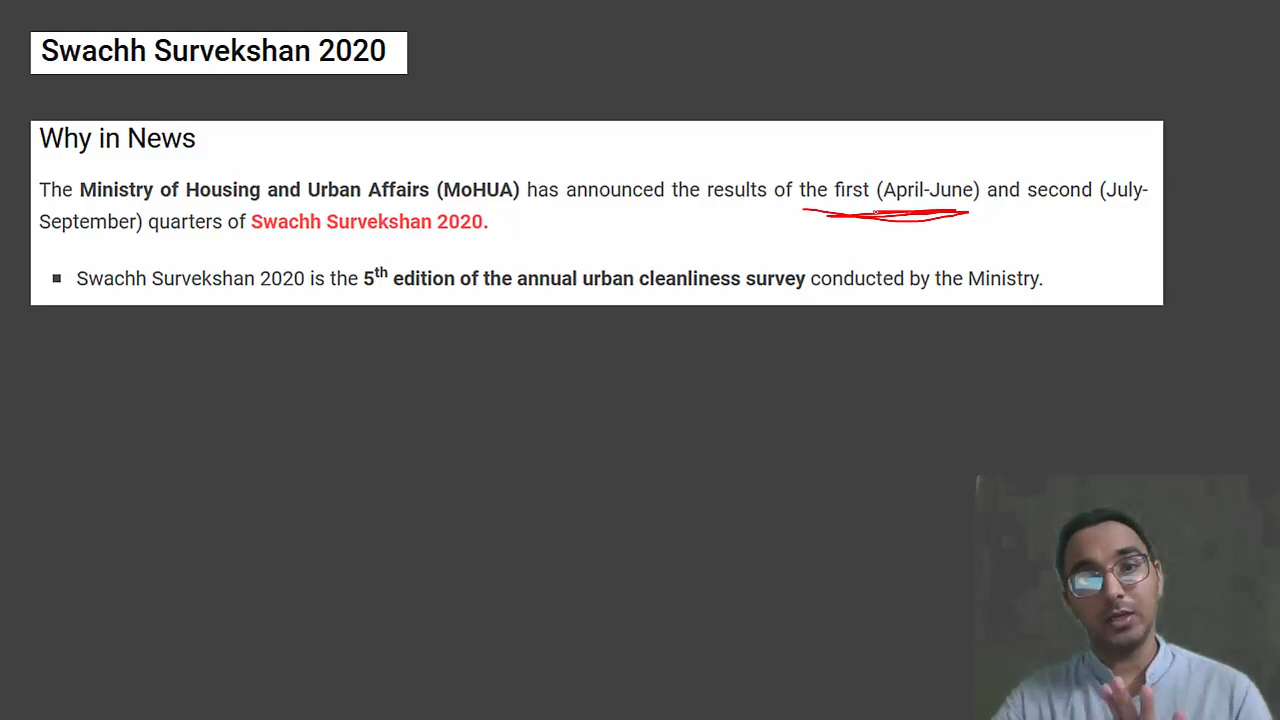 Swachh Survekshan 2020
Why in News
The Ministry of Housing and Urban Affairs (MoHUA) has announced the results of the first (April-June) and second (July-
September) quarters of Swachh Survekshan 2020.
▪ Swachh Survekshan 2020 is the 5th edition of the annual urban cleanliness survey conducted by the Ministry.